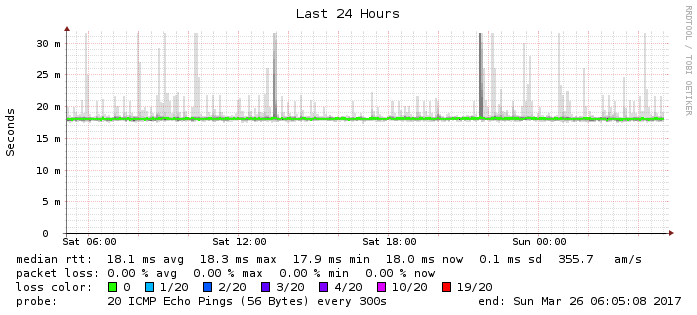 Last 24 Hours
RRDTOOL / TOBI OETIKER
Seconds
30 m
25 m
20 m
15 m
10 m
5 m
0
Sat 06:00 Sat 12:00 Sat 18:00 Sun 00:00
median rtt: 18.1 ms avg 18.3 ms max 17.9 ms min 18.0 ms now 0.1 ms sd 355.7 am/s
packet loss: 0.00 % avg 0.00 % max 0.00 % min 0.00 % now
loss color: 0 1/20 2/20 3/20 4/20 10/20 19/20
probe: 20 ICMP Echo Pings (56 Bytes) every 300s end: Sun Mar 26 06:05:08 2017